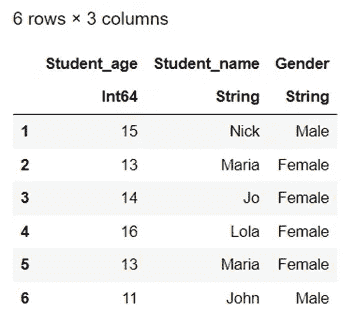 6 rows × 3 columns
Student_age Student_name Gender
Int64 String String
1 15 Nick Male
2 13 Maria Female
3 14 Jo Female
4 16 Lola Female
5 13 Maria Female
6 11 John Male